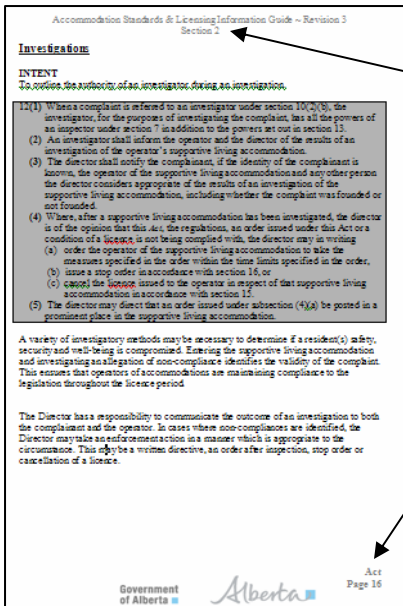 Accommodation Standards & Licensing Information Guide ~ Revision 3
Section 2
Investigations
INTENT
To outline the authority of an investigator during an investigation.
12(1) When a complaint is referred to an investigator under section 10(2)(b), the
investigator, for the purposes of investigating the complaint, has all the powers of
an inspector under section 7 in addition to the powers set out in section 13.
(2) An investigator shall inform the operator and the director of the results of an
investigation of the operator's supportive living accommodation.
(3) The director shall notify the complainant, if the identity of the complainant is
known, the operator of the supportive living accommodation and any other person
the director considers appropriate of the results of an investigation of the
supportive living accommodation, including whether the complaint was founded or
not founded.
(4) Where, after a supportive living accommodation has been investigated, the director
is of the opinion that this Act, the regulations, an order issued under this Act or a
condition of a licence is not being complied with, the director may in writing
(a) order the operator of the supportive living accommodation to take the
measures specified in the order within the time limits specified in the order,
(b) issue a stop order in accordance with section 16, or
(c) cancel the licence issued to the operator in respect of that supportive living
accommodation in accordance with section 15.
(5) The director may direct that an order issued under subsection (4)(a) be posted in a
prominent place in the supportive living accommodation.
A variety of investigatory methods may be necessary to determine if a resident(s) safety,
security and well-being is compromised. Entering the supportive living accommodation
and investigating an allegation of non-compliance identifies the validity of the complaint.
This ensures that operators of accommodations are maintaining compliance to the
legislation throughout the licence period
The Director has a responsibility to communicate the outcome of an investigation to both
the complainant and the operator. In cases where non-compliances are identified, the
Director may take an enforcement action in a manner which is appropriate to the
circumstance. This may be a written directive, an order after inspection, stop order or
cancellation of a licence.
Act
Page 16
Government
of Alberta
Alberta